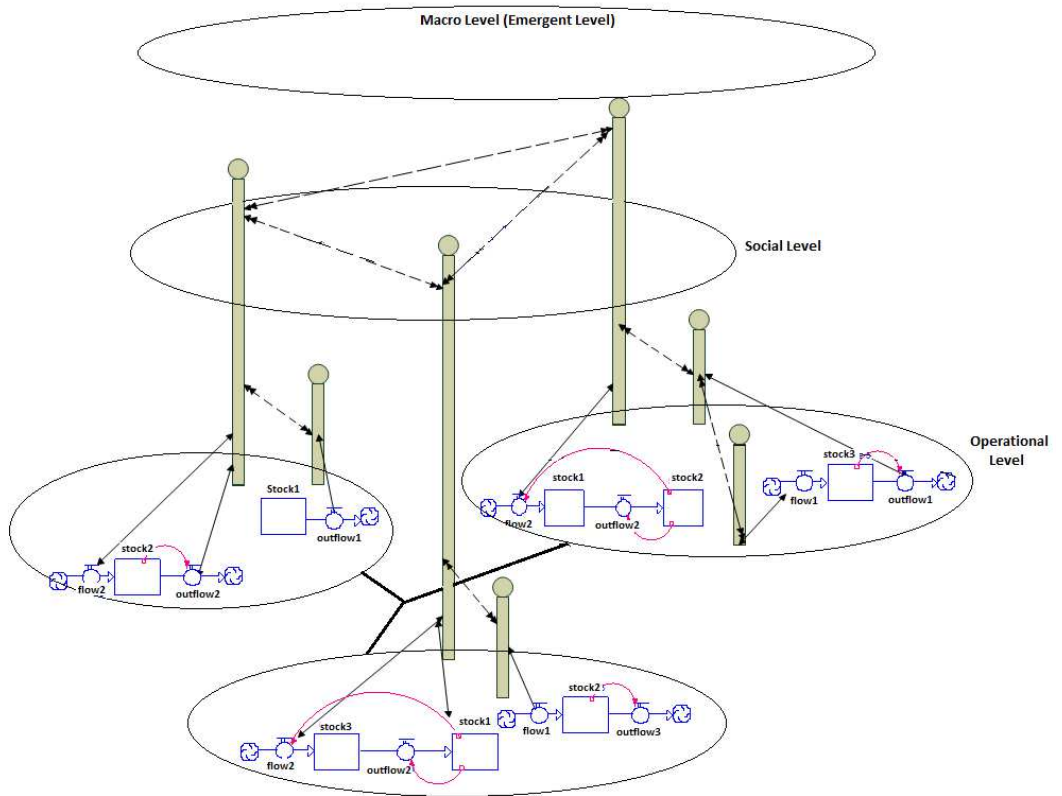 Macro Level (Emergent Level)
Social Level
Operational
Level
stock3
flow1
outflow1
stock2
stock1
flow2
outflow2
Stock1
outflow1
stock2
flow2
outflow2
stock2
flow1
outflow3
stock1
stock3
flow2
outflow2